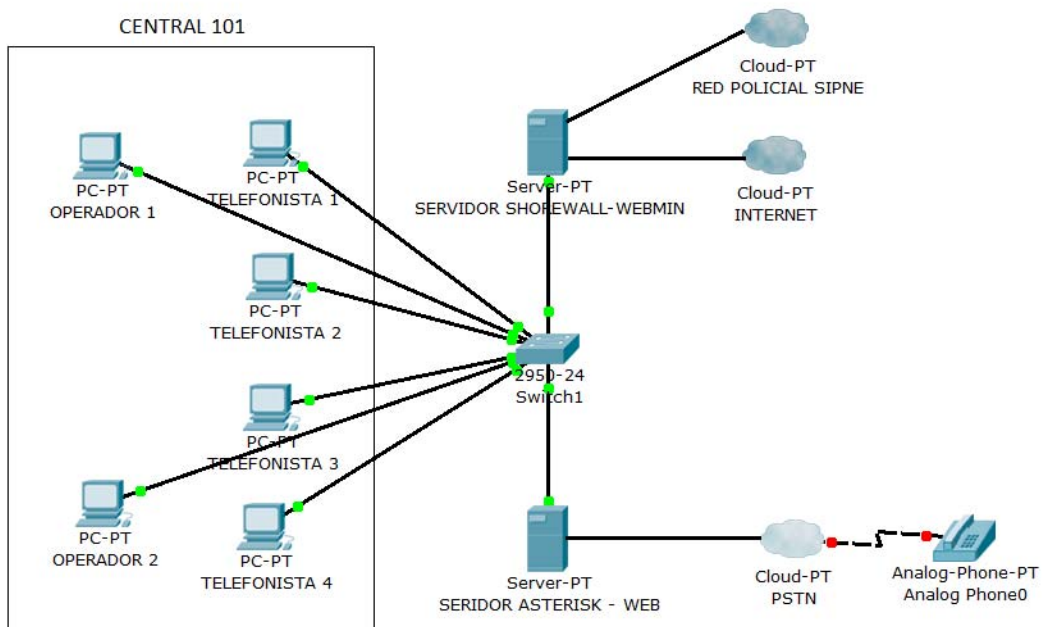 CENTRAL 101
Cloud-PT
RED POLICIAL SIPNE
PC-PT
OPERADOR 1
PC-PT
TELEFONISTA 1
Server-PT
SERVIDOR SHOREWALL-WEBMIN
Cloud-PT
INTERNET
PC-PT
TELEFONISTA 2
2950-24
Switch1
PC-PT
TELEFONISTA 3
PC-PT
OPERADOR 2
PC-PT
TELEFONISTA 4
Server-PT
SERIDOR ASTERISK - WEB
Cloud-PT
PSTN
Analog-Phone-PT
Analog Phone0